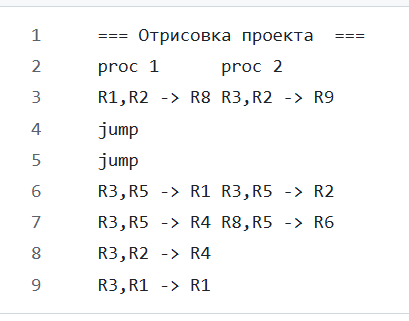 1 === Отрисовка проекта  ===
2 proc 1      proc 2
3 R1,R2 -> R8 R3,R2 -> R9
4 jump
5 jump
6 R3,R5 -> R1 R3,R5 -> R2
7 R3,R5 -> R4 R8,R5 -> R6
8 R3,R2 -> R4
9 R3,R1 -> R1